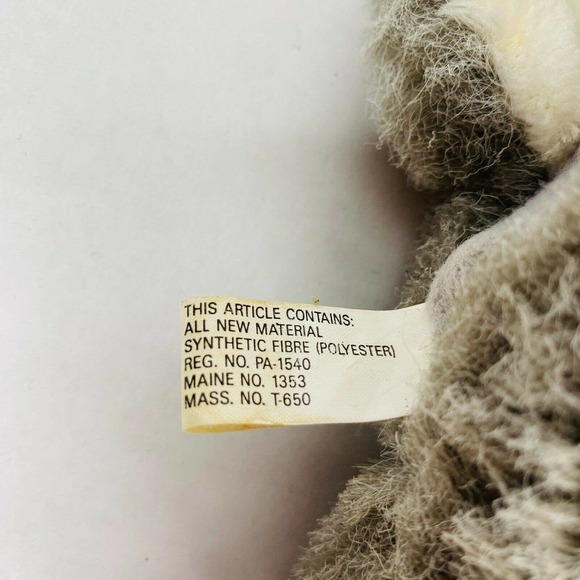 THIS ARTICLE CONTAINS:
ALL NEW MATERIAL
SYNTHETIC FIBRE (POLYESTER)
REG. NO. PA-1540
MAINE NO. 1353
MASS. NO. T-650